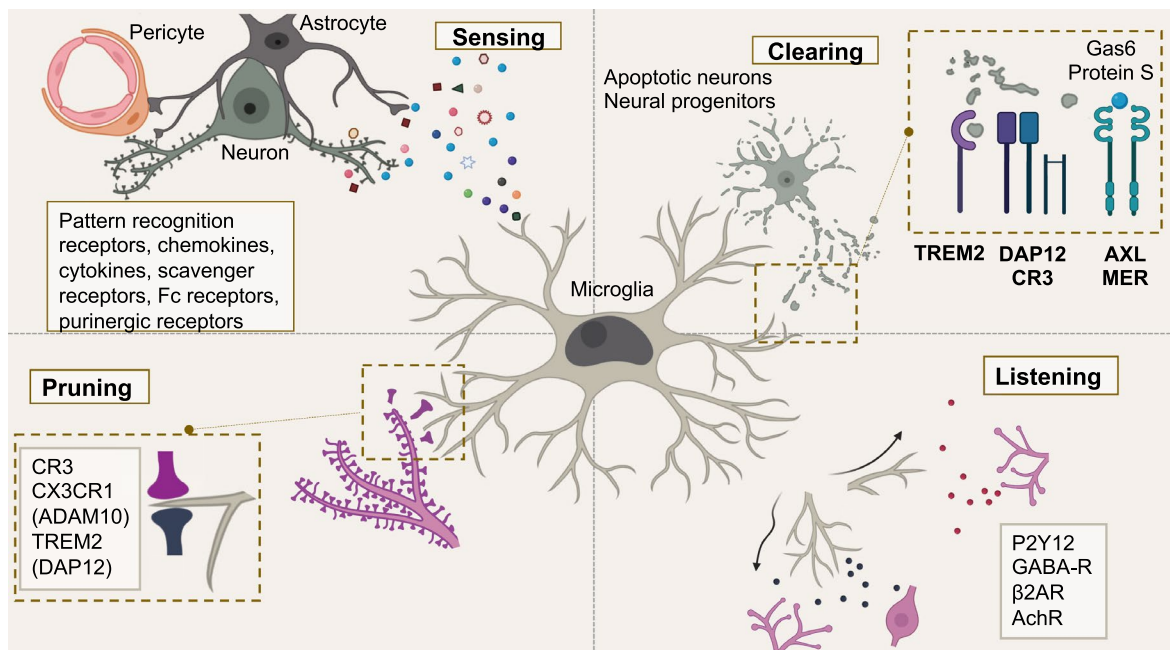 Pericyte
Astrocyte
Neuron
Sensing
Pattern recognition
receptors, chemokines,
cytokines, scavenger
receptors, Fc receptors,
purinergic receptors
Clearing
Apoptotic neurons
Neural progenitors
Gas6
Protein S
TREM2
DAP12
CR3
AXL
MER
Microglia
Pruning
CR3
CX3CR1
(ADAM10)
TREM2
(DAP12)
Listening
P2Y12
GABA-R
β2AR
AchR